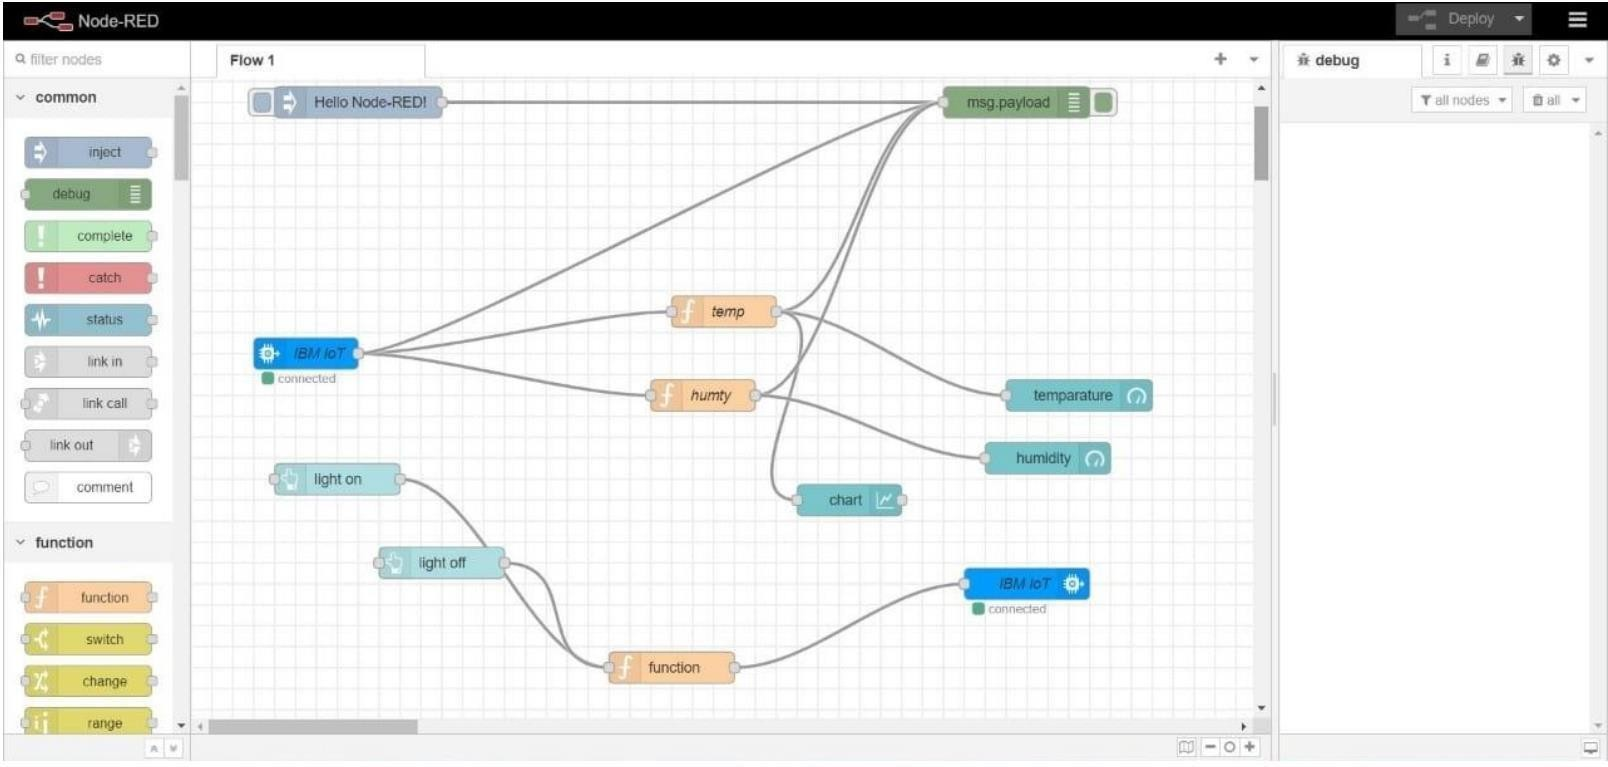 Node-RED
Deploy
filter nodes
common
inject
debug
complete
catch
status
link in
link call
link out
comment
function
function
switch
change
range
Flow 1
Hello Node-RED!
msg.payload
temp
IBM IoT
connected
humty
temparature
humidity
light on
chart
light off
IBM IoT
connected
function
debug
i
all nodes
all